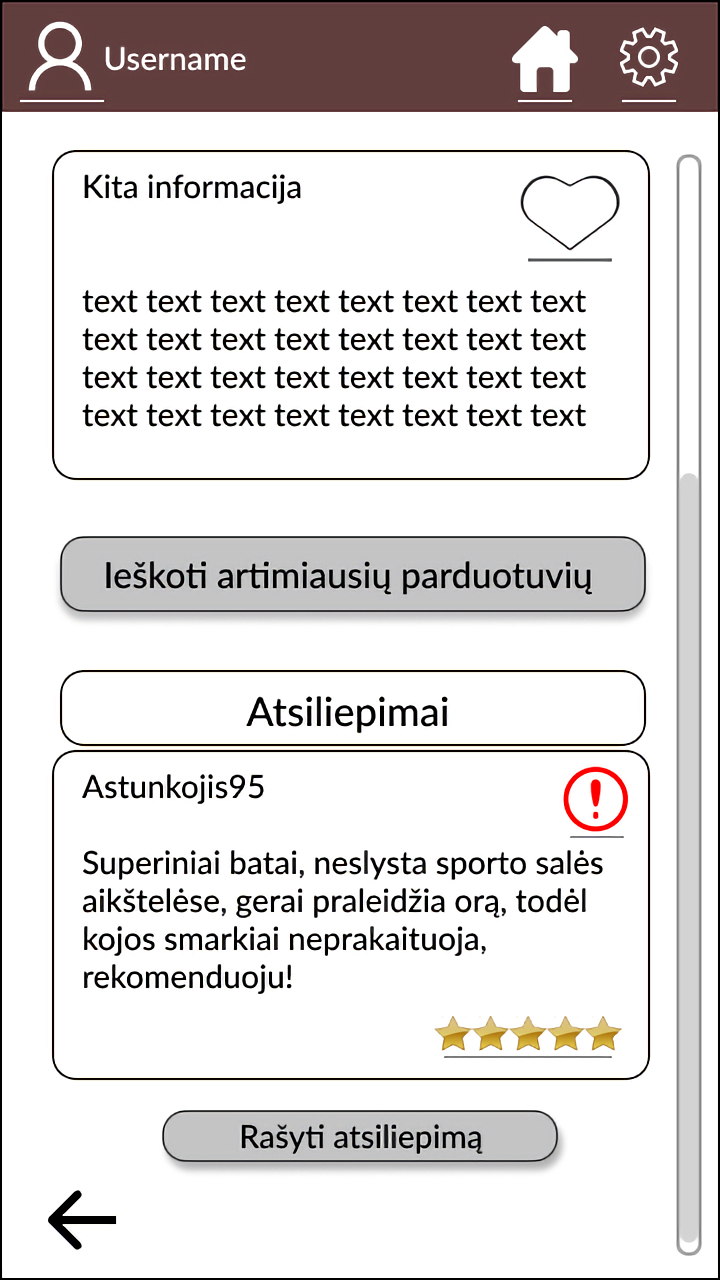 Username
Kita informacija
text text text text text text text text
text text text text text text text text
text text text text text text text text
text text text text text text text text
Ieškoti artimiausių parduotuvių
Atsiliepimai
Astunkojis95
Superiniai batai, neslysta sporto salės
aikštelėse, gerai praleidžia orą, todėl
kojos smarkiai neprakaituoja,
rekomenduoju!
Rašyti atsiliepimą